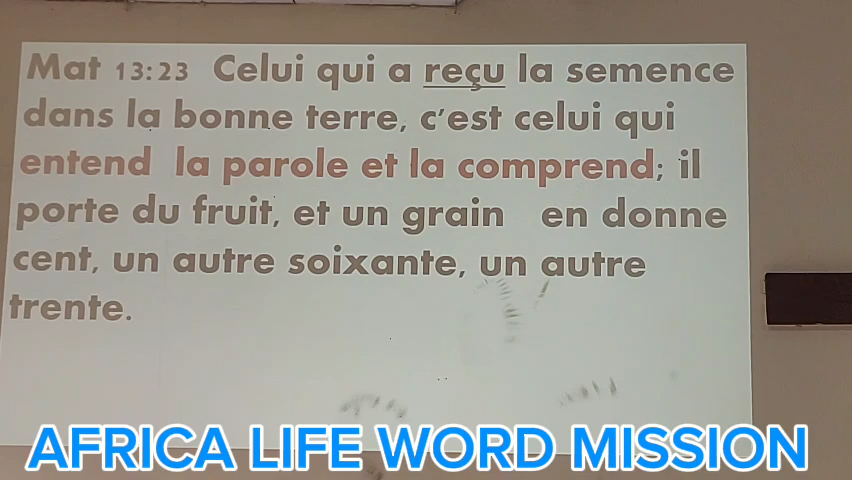 Mat 13:23 Celui qui a reçu la semence
dans la bonne terre, c'est celui qui
entend la parole et la comprend; il
porte du fruit, et un grain en donne
cent, un autre soixante, un autre
trente.
AFRICA LIFE WORD MISSION